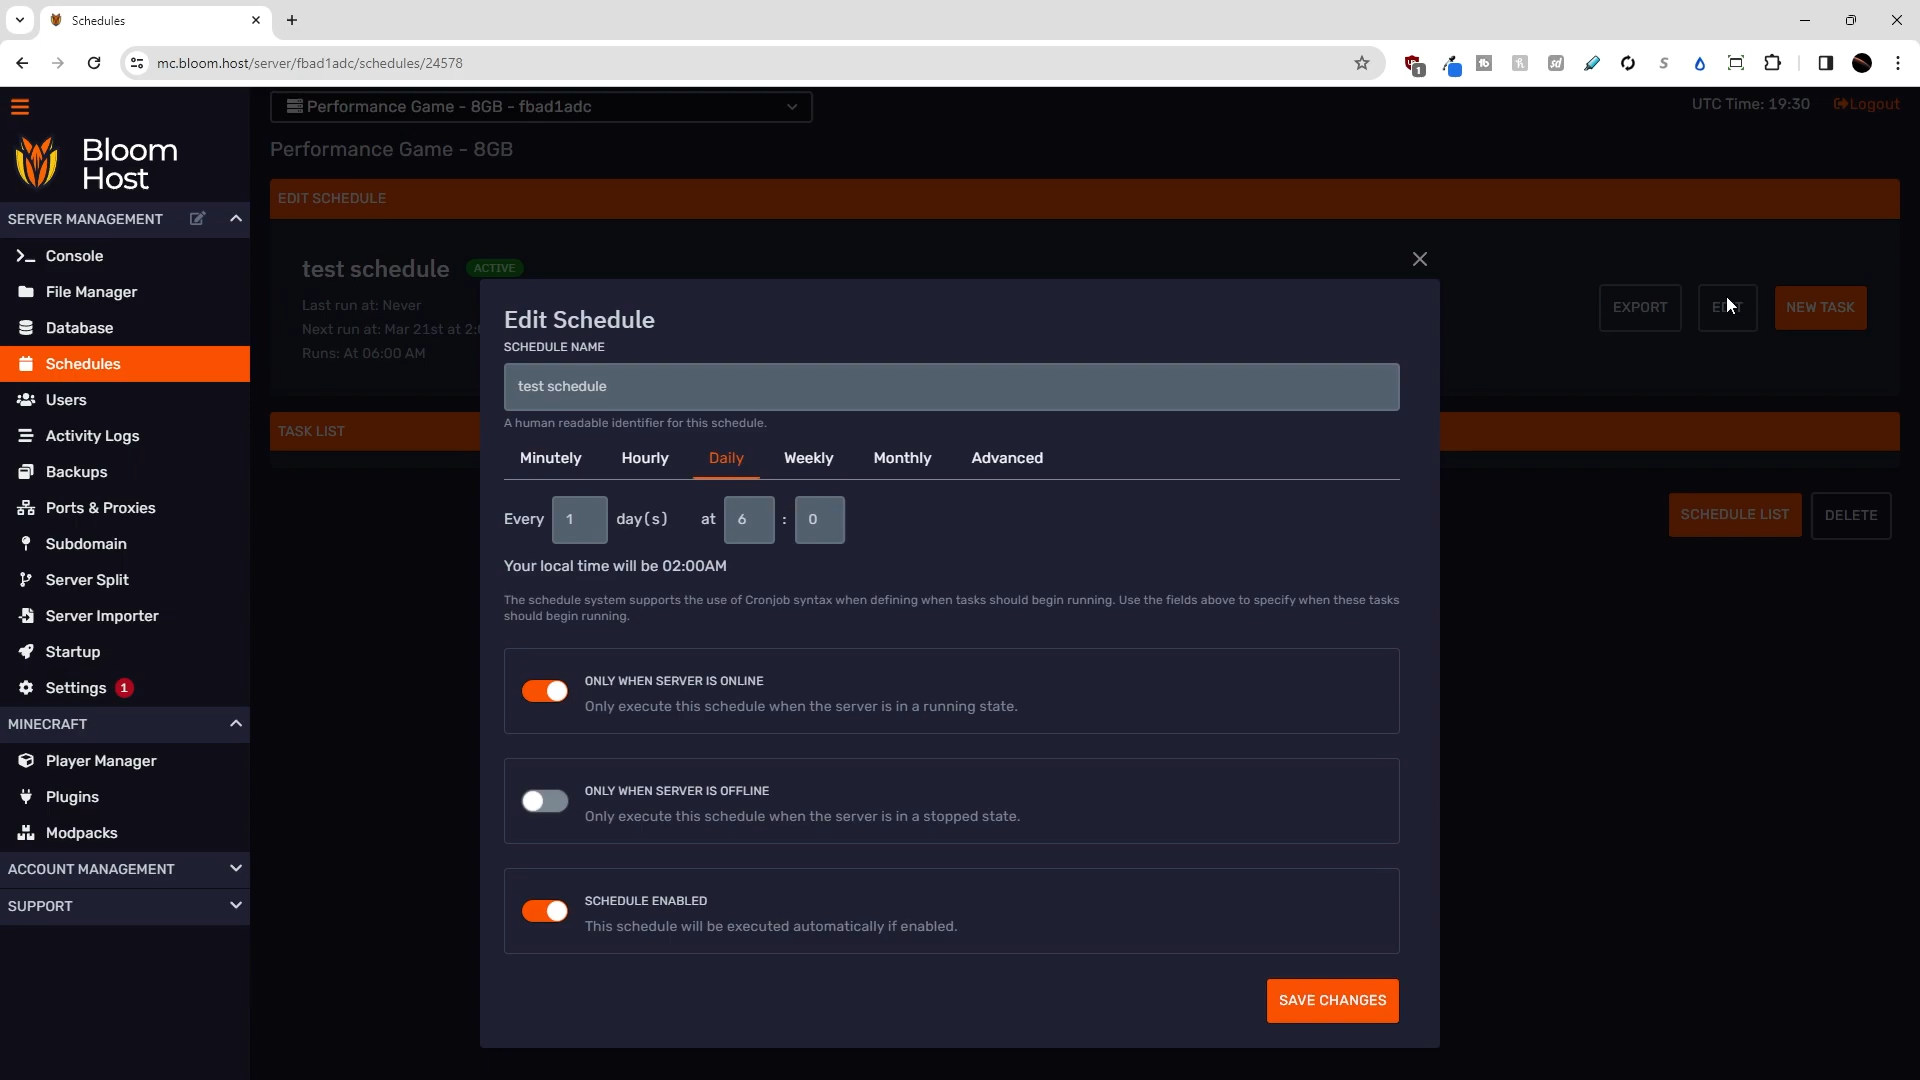 Schedules
mc.bloom.host/server/fbad1adc/schedules/24578
1
Performance Game - 8GB - fbad1adc
UTC Time: 19:30
Logout
Bloom
Host
Performance Game - 8GB
SERVER MANAGEMENT
Console
File Manager
Database
Schedules
Users
Activity Logs
Backups
Ports & Proxies
Subdomain
Server Split
Server Importer
Startup
Settings 1
MINECRAFT
Player Manager
Plugins
Modpacks
ACCOUNT MANAGEMENT
SUPPORT
EDIT SCHEDULE
test schedule ACTIVE
Last run at: Never
Next run at: Mar 21st at 2:
Runs: At 06:00 AM
EXPORT
NEW TASK
TASK LIST
SCHEDULE LIST
DELETE
Edit Schedule
SCHEDULE NAME
test schedule
A human readable identifier for this schedule.
Minutely Hourly Daily Weekly Monthly Advanced
Every 1 day(s) at 6 : 0
Your local time will be 02:00AM
The schedule system supports the use of Cronjob syntax when defining when tasks should begin running. Use the fields above to specify when these tasks
should begin running.
ONLY WHEN SERVER IS ONLINE
Only execute this schedule when the server is in a running state.
ONLY WHEN SERVER IS OFFLINE
Only execute this schedule when the server is in a stopped state.
SCHEDULE ENABLED
This schedule will be executed automatically if enabled.
SAVE CHANGES